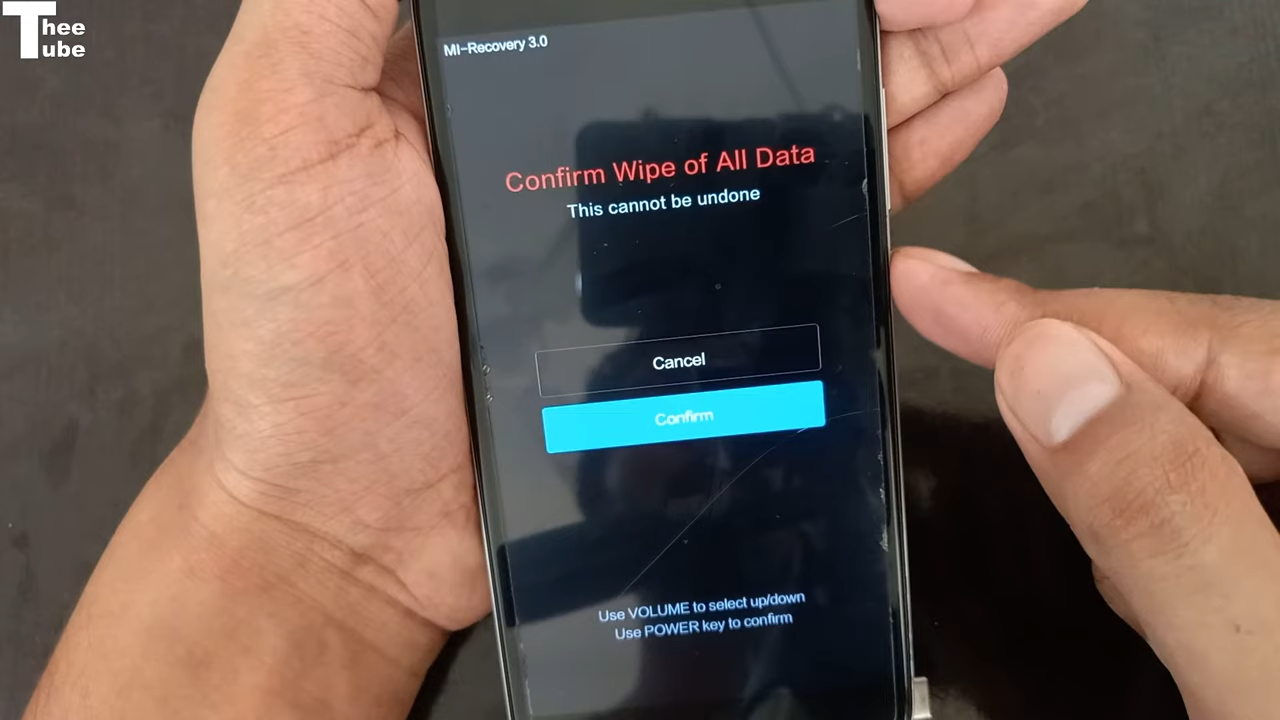 Thee
Tube
MI-Recovery 3.0
Confirm Wipe of All Data
This cannot be undone
Cancel
Confirm
Use VOLUME to select up/down
Use POWER key to confirm